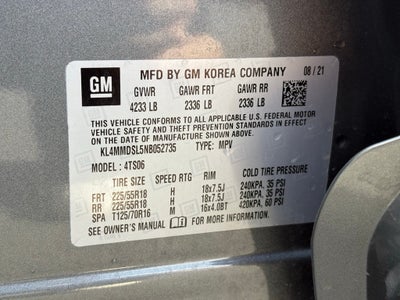 GM
MFD BY GM KOREA COMPANY 08 / 21
GVWR GAWR FRT GAWR RR
4233 LB 2336 LB 2336 LB
THIS VEHICLE CONFORMS TO ALL APPLICABLE U.S. FEDERAL MOTOR
VEHICLE SAFETY AND THEFT PREVENTION STANDARDS IN EFFECT
ON THE DATE OF MANUFACTURE SHOWN ABOVE.
KL4MMDSL5NB052735 TYPE: MPV
MODEL : 4TS06
TIRE SIZE SPEED RTG RIM COLD TIRE PRESSURE
FRT 225/55R18 H 18x7.5J 240KPA, 35 PSI
RR 225/55R18 H 18x7.5J 240KPA, 35 PSI
SPA T125/70R16 M 16x4.0BT 420KPA, 60 PSI
SEE OWNER'S MANUAL FOR MORE INFORMATION.